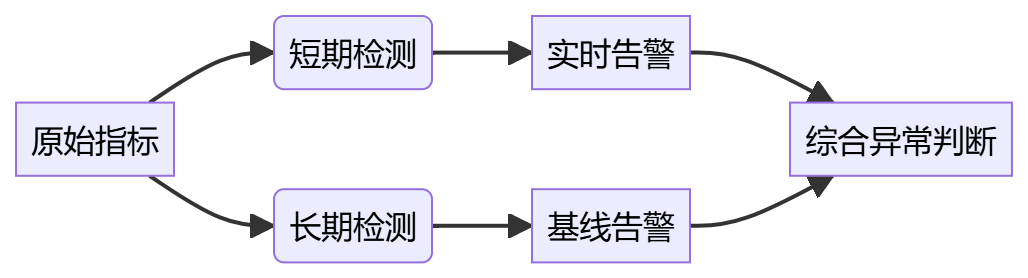 短期检测
实时告警
原始指标
综合异常判断
长期检测
基线告警